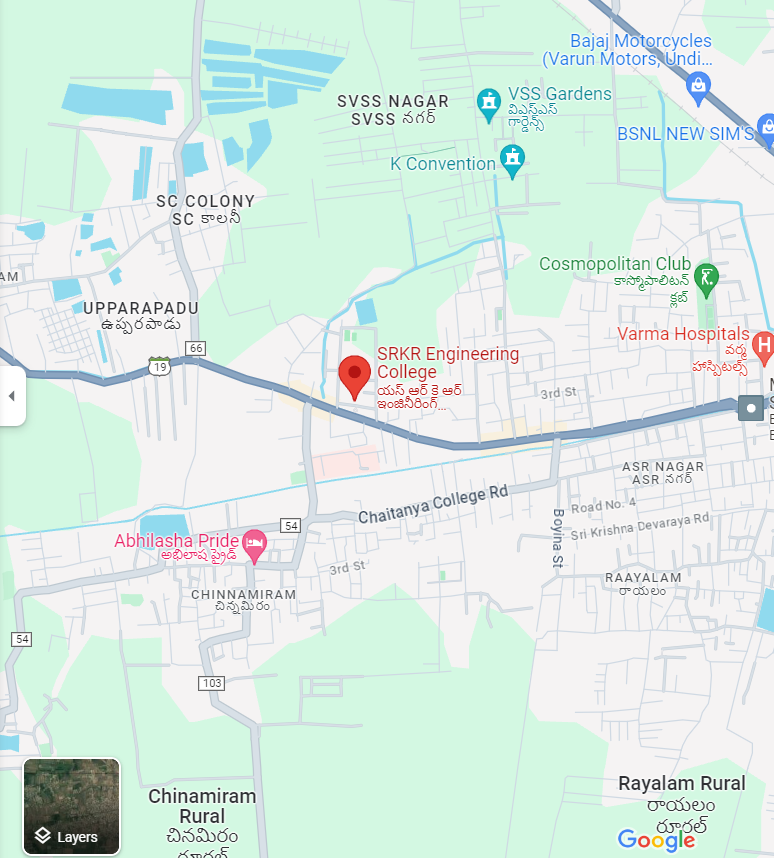 Bajaj Motorcycles
(Varun Motors, Undi...
SVSS NAGAR
SVSS నగర్
VSS Gardens
విఎస్ఎస్
గార్డెన్స్
BSNL NEW SIM'S
K Convention
SC COLONY
SC కాలనీ
AM
Cosmopolitan Club
కాస్మోపాలిటన్
క్లబ్
UPPARAPADU
ఉప్పరపాడు
Varma Hospitals
వర్మ
హాస్పిటల్స్
66
19
SRKR Engineering
College
యస్ ఆర్ కె ఆర్
ఇంజినీరింగ్...
3rd St
ASR NAGAR
ASR నగర్
Chaitanya College Rd
Road No. 4
Sri Krishna Devaraya Rd
Boyina St
54
Abhilasha Pride
అభిలాష ప్రైడ్
3rd St
RAAYALAM
రాయలం
CHINNAMIRAM
చిన్నమిరం
54
103
Chinamiram
Rural
చినమిరం
రూరల్
Rayalam Rural
రాయలం
రూరల్
Layers
Google